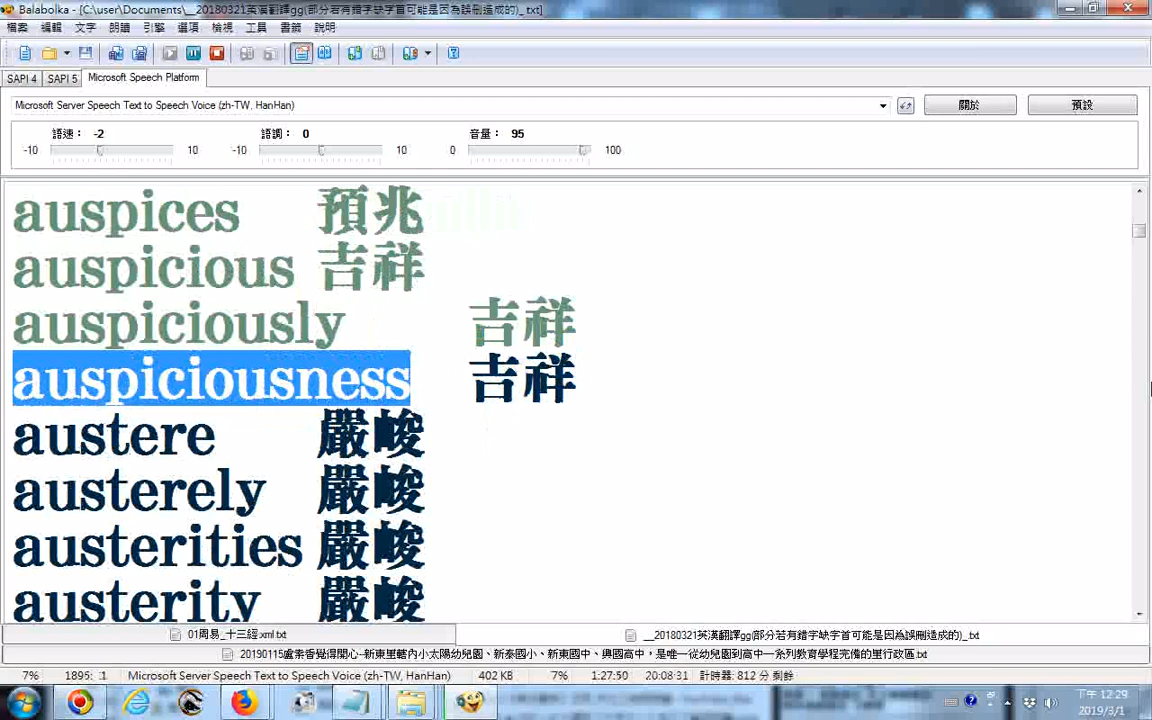 Balabolka - [C:\user\Documents\__20180321英漢翻譯gg(部分若有錯字缺字首可能是因為誤刪造成的)_.txt]
檔案 編輯 文字 朗讀 引擎 選項 檢視 工具 書籤 說明
SAPI 4 SAPI 5 Microsoft Speech Platform
Microsoft Server Speech Text to Speech Voice (zh-TW, HanHan) 關於 預設
語速： -2 語調： 0 音量： 95
-10 10 -10 10 0 100
auspices 預兆
auspicious 吉祥
auspiciously 吉祥
auspiciousness 吉祥
austere 嚴峻
austerely 嚴峻
austerities 嚴峻
austerity 嚴峻
01周易_十三經.xml.txt __20180321英漢翻譯gg(部分若有錯字缺字首可能是因為誤刪造成的)_.txt
20190115盧素香覺得開心--新東里轄內小太陽幼兒園、新泰國小、新東國中、興國高中，是唯一從幼兒園到高中一系列教育學程完備的里行政區.txt
7% 1895: 1 Microsoft Server Speech Text to Speech Voice (zh-TW, HanHan) 402 KB 7% 1:27:50 20:08:31 計時器: 812 分 剩餘
下午 12:29
2019/3/1